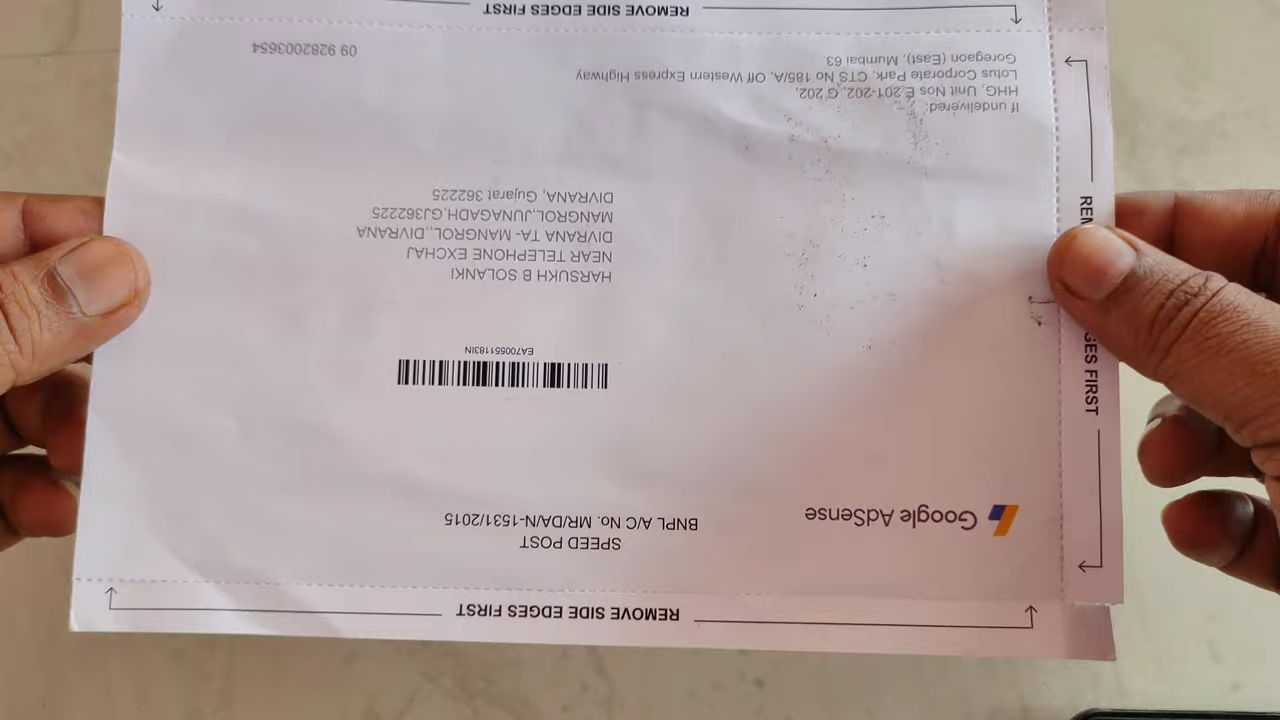 REMOVE SIDE EDGES FIRST
Google AdSense
SPEED POST
BNPL A/C No. MR/DA/N-1531/2015
EA700551183IN
HARSUKH B SOLANKI
NEAR TELEPHONE EXCHAJ
DIVRANA TA- MANGROL,,DIVRANA
MANGROL,JUNAGADH,GJ362225
DIVRANA, Gujarat 362225
If undelivered:
HHG, Unit Nos E 201-202, G 202,
Lotus Corporate Park, CTS No 185/A, Off Western Express Highway
Goregaon (East), Mumbai 63
09 9282003654
REMOVE SIDE EDGES FIRST
GES FIRST